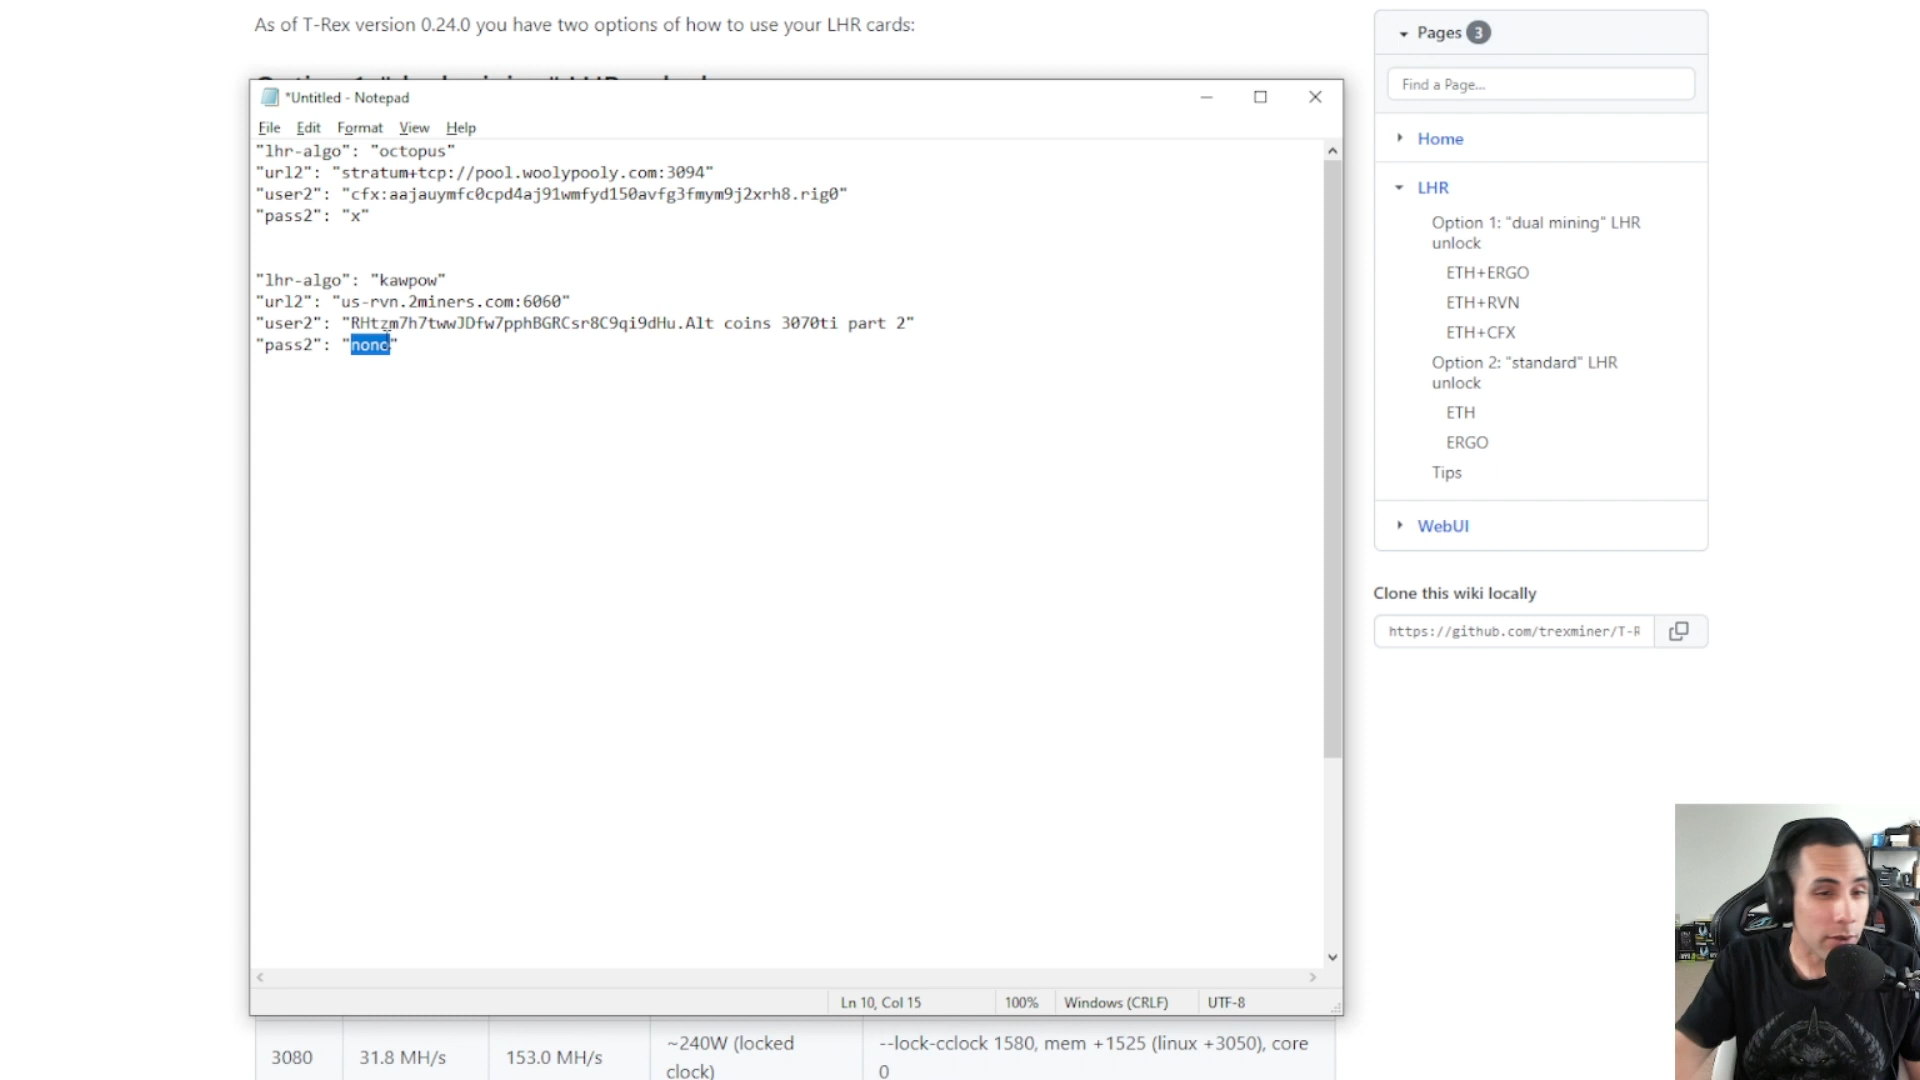 As of T-Rex version 0.24.0 you have two options of how to use your LHR cards:
*Untitled - Notepad
File Edit Format View Help
"lhr-algo": "octopus"
"url2": "stratum+tcp://pool.woolypooly.com:3094"
"user2": "cfx:aajauymfc0cpd4aj91wmfyd150avfg3fmym9j2xrh8.rig0"
"pass2": "x"
"lhr-algo": "kawpow"
"url2": "us-rvn.2miners.com:6060"
"user2": "RHtzm7h7twwJDfw7pphBGRCsr8C9qi9dHu.Alt coins 3070ti part 2"
"pass2": "none"
Ln 10, Col 15 100% Windows (CRLF) UTF-8
3080 31.8 MH/s 153.0 MH/s ~240W (locked clock) --lock-cclock 1580, mem +1525 (linux +3050), core 0
Pages 3
Find a Page...
Home
LHR
Option 1: "dual mining" LHR
unlock
ETH+ERGO
ETH+RVN
ETH+CFX
Option 2: "standard" LHR
unlock
ETH
ERGO
Tips
WebUI
Clone this wiki locally
https://github.com/trexminer/T-R